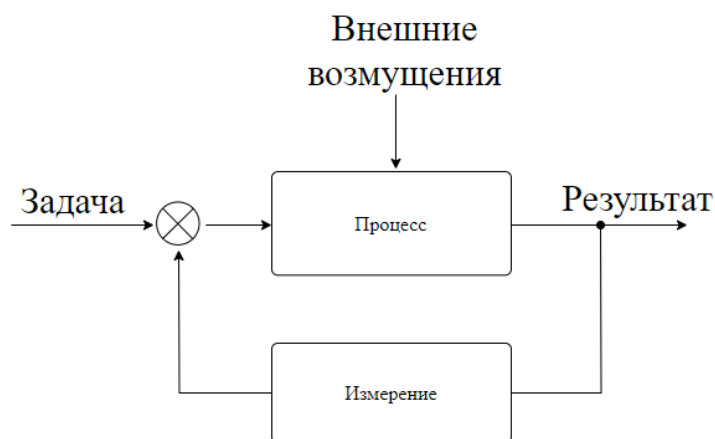 Внешние
возмущения
Задача
Процесс
Результат
Измерение